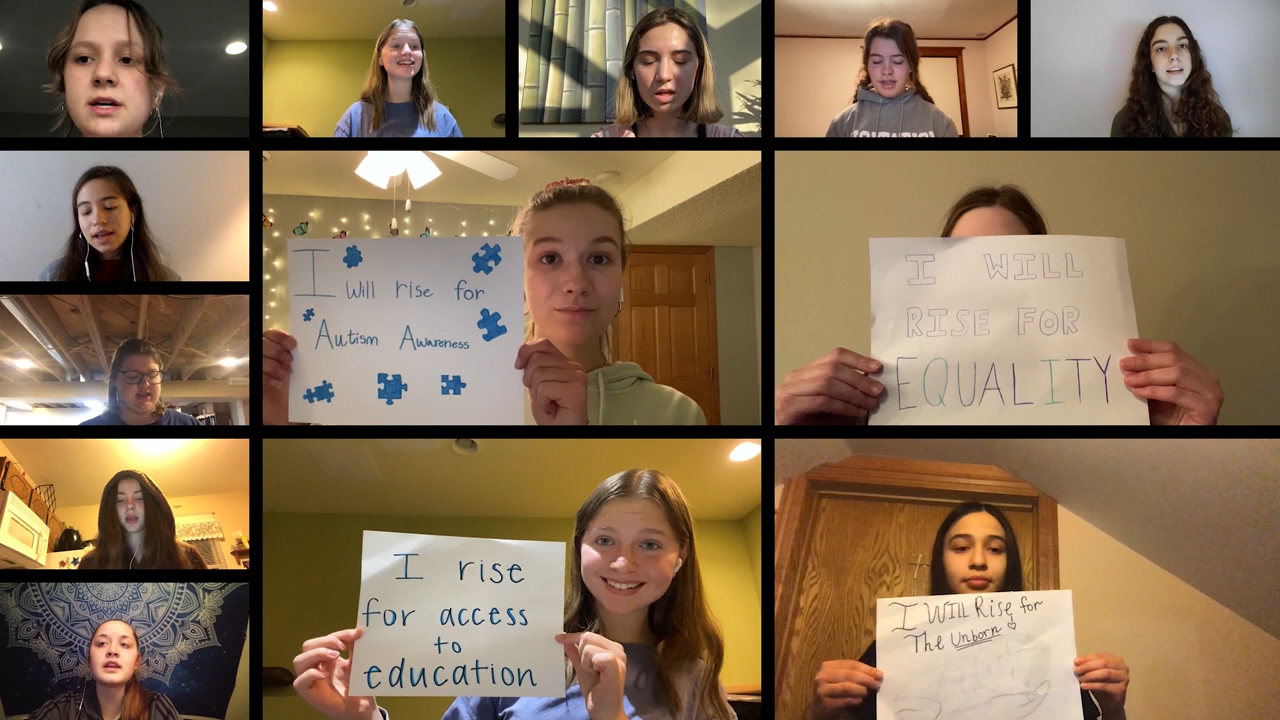 I Will rise for
Autism Awareness
I WILL
RISE FOR
EQUALITY
I rise
for access
to
education
I WILL Rise for
The Unborn